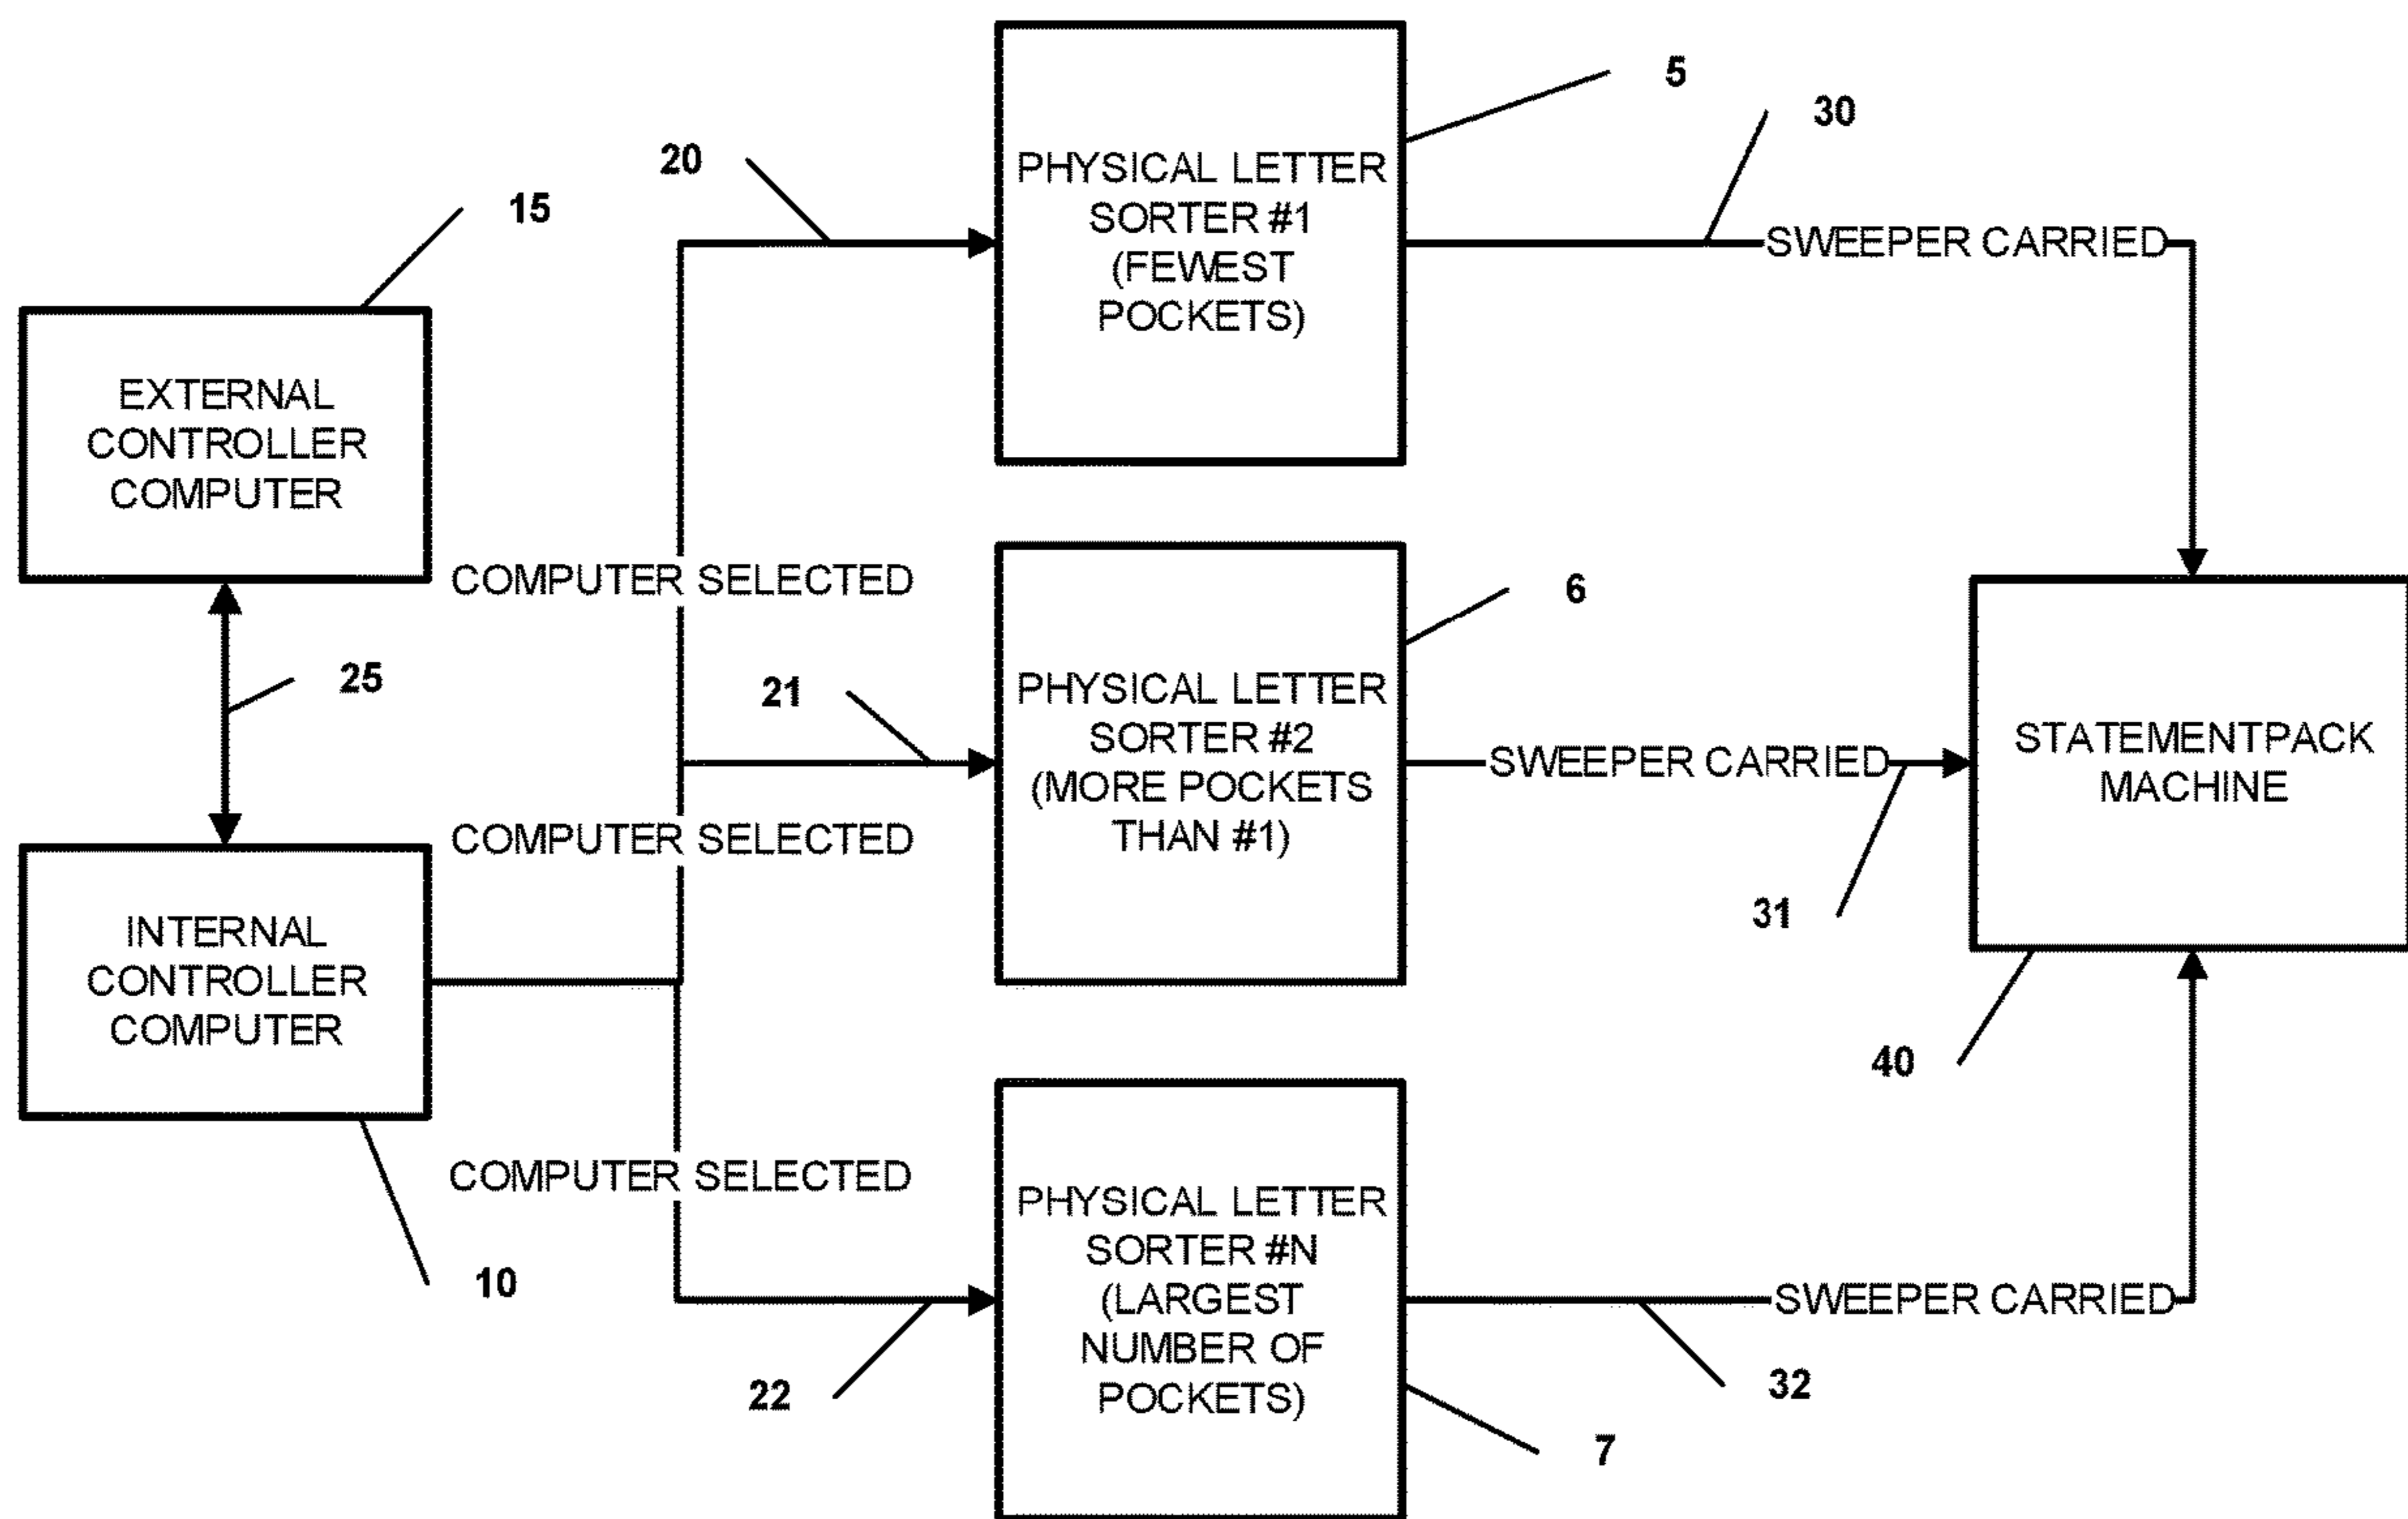 5
30
20
PHYSICAL LETTER
SORTER #1
(FEWEST
POCKETS)
15
SWEEPER CARRIED
EXTERNAL
CONTROLLER
COMPUTER
COMPUTER SELECTED
6
25
21
PHYSICAL LETTER
SORTER #2
(MORE POCKETS
THAN #1)
SWEEPER CARRIED
STATEMENTPACK
MACHINE
COMPUTER SELECTED
31
INTERNAL
CONTROLLER
COMPUTER
40
COMPUTER SELECTED
10
PHYSICAL LETTER
SORTER #N
(LARGEST
NUMBER OF
POCKETS)
SWEEPER CARRIED
22
32
7